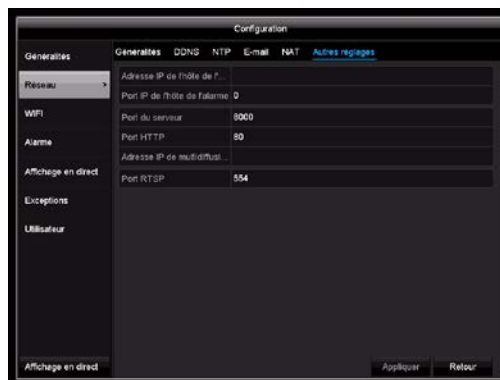 Configuration
Généralités
Réseau >
WIFI
Alarme
Affichage en direct
Exceptions
Utilisateur
Affichage en direct
Généralités DDNS NTP E-mail NAT Autres réglages
Adresse IP de l'hôte de l'...
Port IP de l'hôte de l'alarme 0
Port du serveur 8000
Port HTTP 80
Adresse IP de multidiffusi...
Port RTSP 554
Appliquer Retour